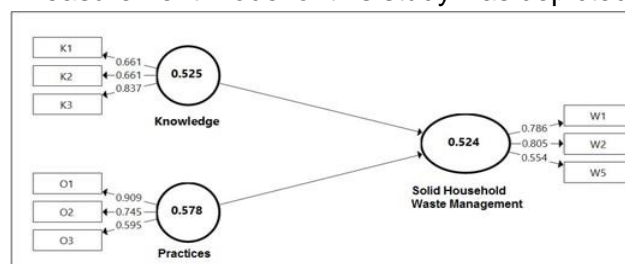 K1
0.661
K2
0.661
0.525
K3
0.837
Knowledge
0.786
W1
0.524
0.805
W2
0.554
W5
O1
0.909
O2
0.745
0.578
O3
0.595
Solid Household
Waste Management
Practices